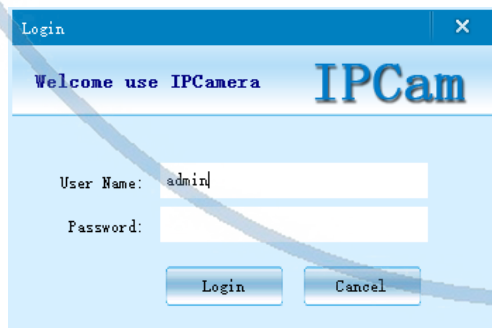 Login
Welcome use IPCamera IPCam
User Name: admin
Password:
Login Cancel